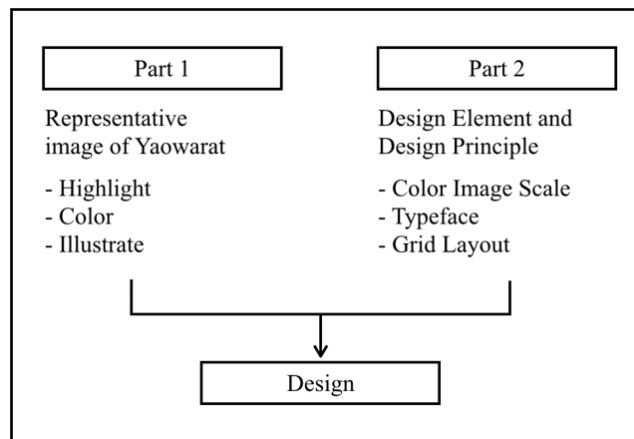 Part 1
Representative
image of Yaowarat
- Highlight
- Color
- Illustrate
Part 2
Design Element and
Design Principle
- Color Image Scale
- Typeface
- Grid Layout
Design